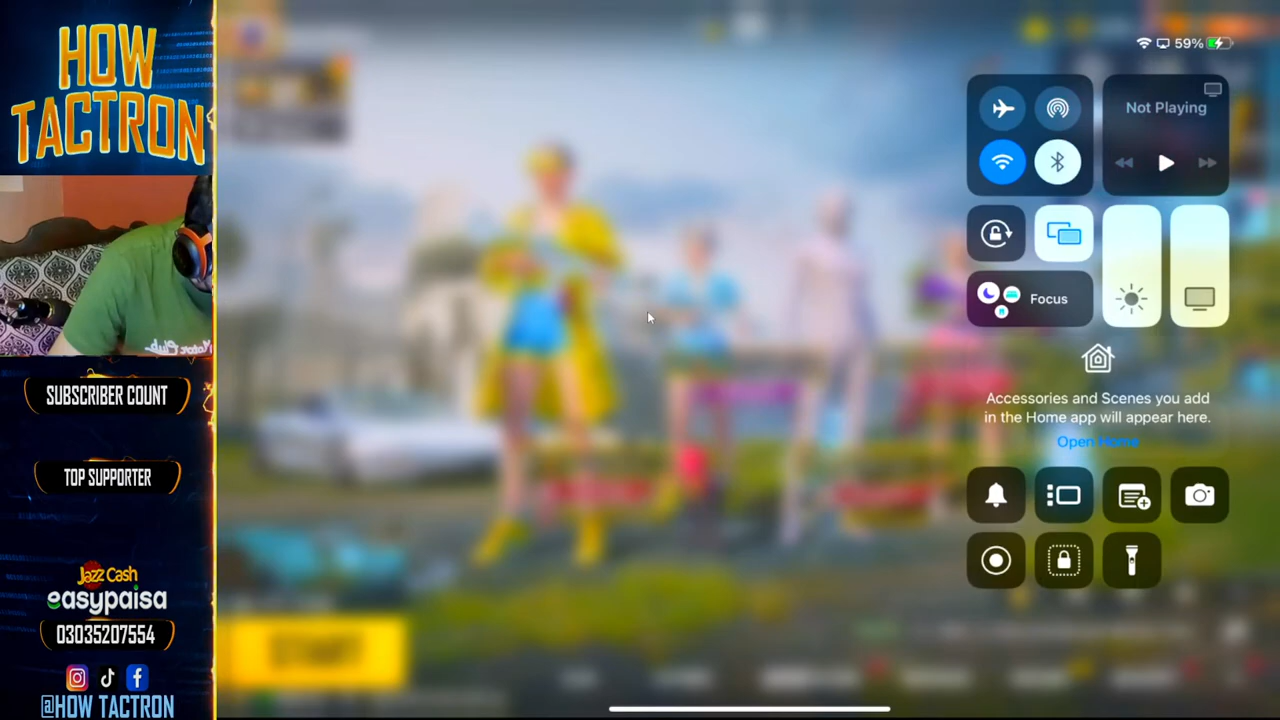 HOW
TACTRON
SUBSCRIBER COUNT
TOP SUPPORTER
Jazz Cash
easypaisa
03035207554
@HOW TACTRON
59%
Not Playing
Focus
Accessories and Scenes you add
in the Home app will appear here.
Open Home
START